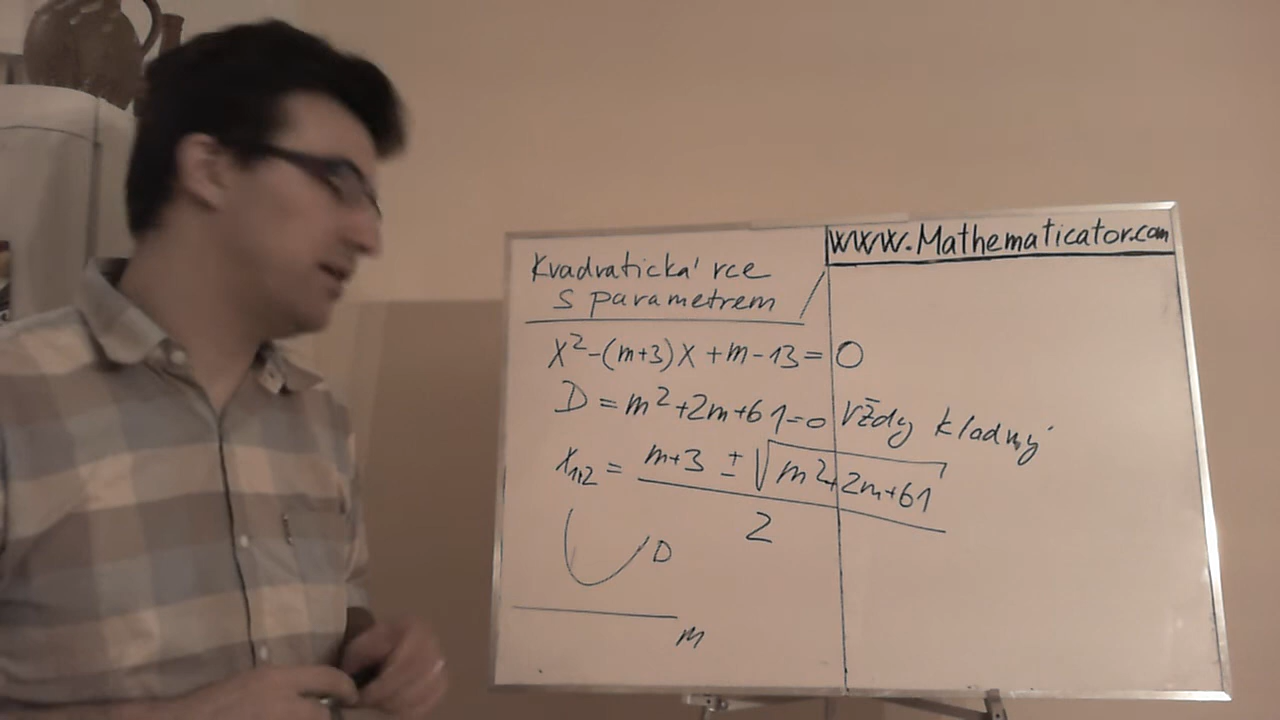 Kvadratická rce
s parametrem
www.Mathematicator.com
x²-(m+3)x+m-13=0
D=m²+2m+61=0 vždy kladný
x₁,₂ = m+3 ± √m²+2m+61
2
D
m